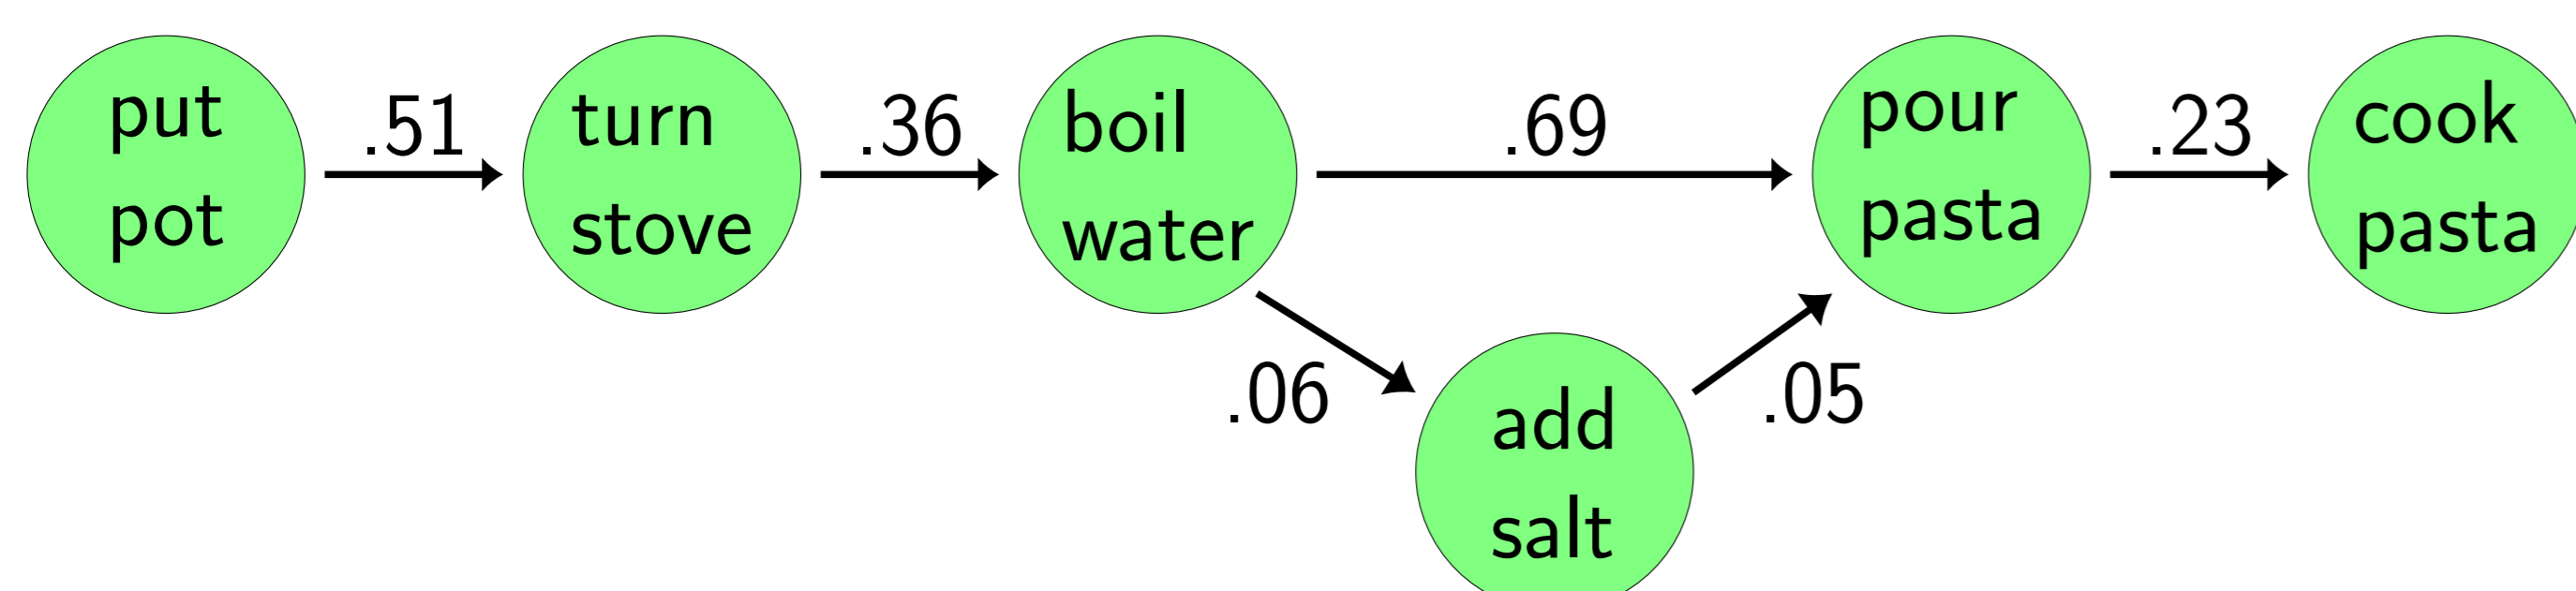 put
pot
.51
turn
stove
.36
boil
water
.69
pour
pasta
.23
cook
pasta
.06
add
salt
.05